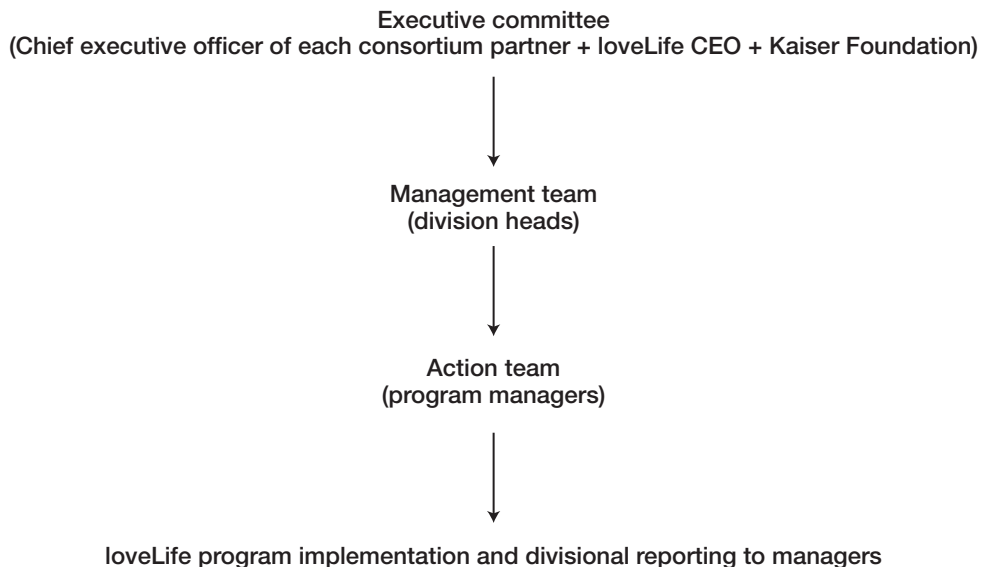 Executive committee
(Chief executive officer of each consortium partner + loveLife CEO + Kaiser Foundation)
Management team
(division heads)
Action team
(program managers)
loveLife program implementation and divisional reporting to managers